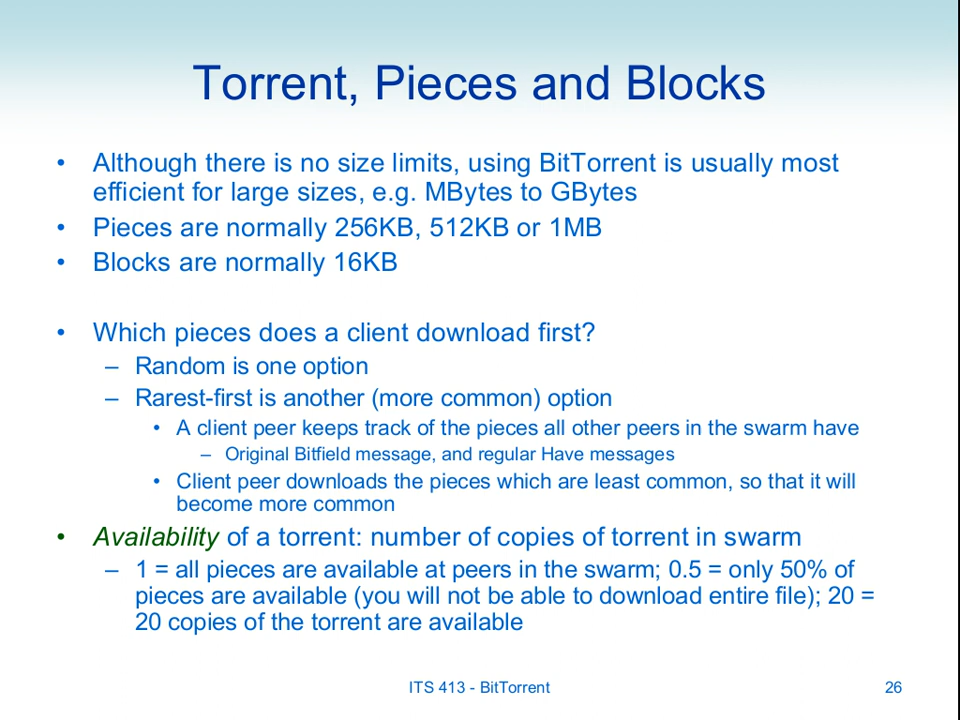 Torrent, Pieces and Blocks
• Although there is no size limits, using BitTorrent is usually most
efficient for large sizes, e.g. MBytes to GBytes
• Pieces are normally 256KB, 512KB or 1MB
• Blocks are normally 16KB
• Which pieces does a client download first?
– Random is one option
– Rarest-first is another (more common) option
• A client peer keeps track of the pieces all other peers in the swarm have
– Original Bitfield message, and regular Have messages
• Client peer downloads the pieces which are least common, so that it will
become more common
• Availability of a torrent: number of copies of torrent in swarm
– 1 = all pieces are available at peers in the swarm; 0.5 = only 50% of
pieces are available (you will not be able to download entire file); 20 =
20 copies of the torrent are available
ITS 413 - BitTorrent
26